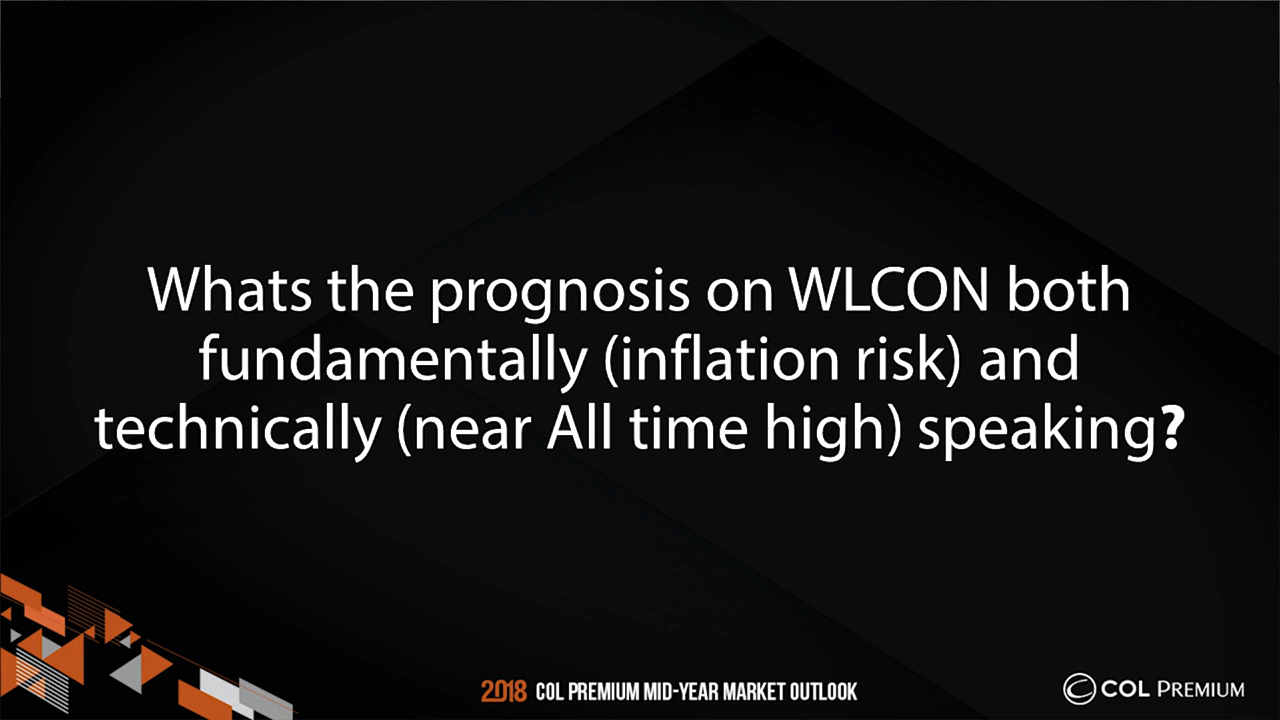 Whats the prognosis on WLCON both
fundamentally (inflation risk) and
technically (near All time high) speaking?
2018 COL PREMIUM MID-YEAR MARKET OUTLOOK
COL PREMIUM